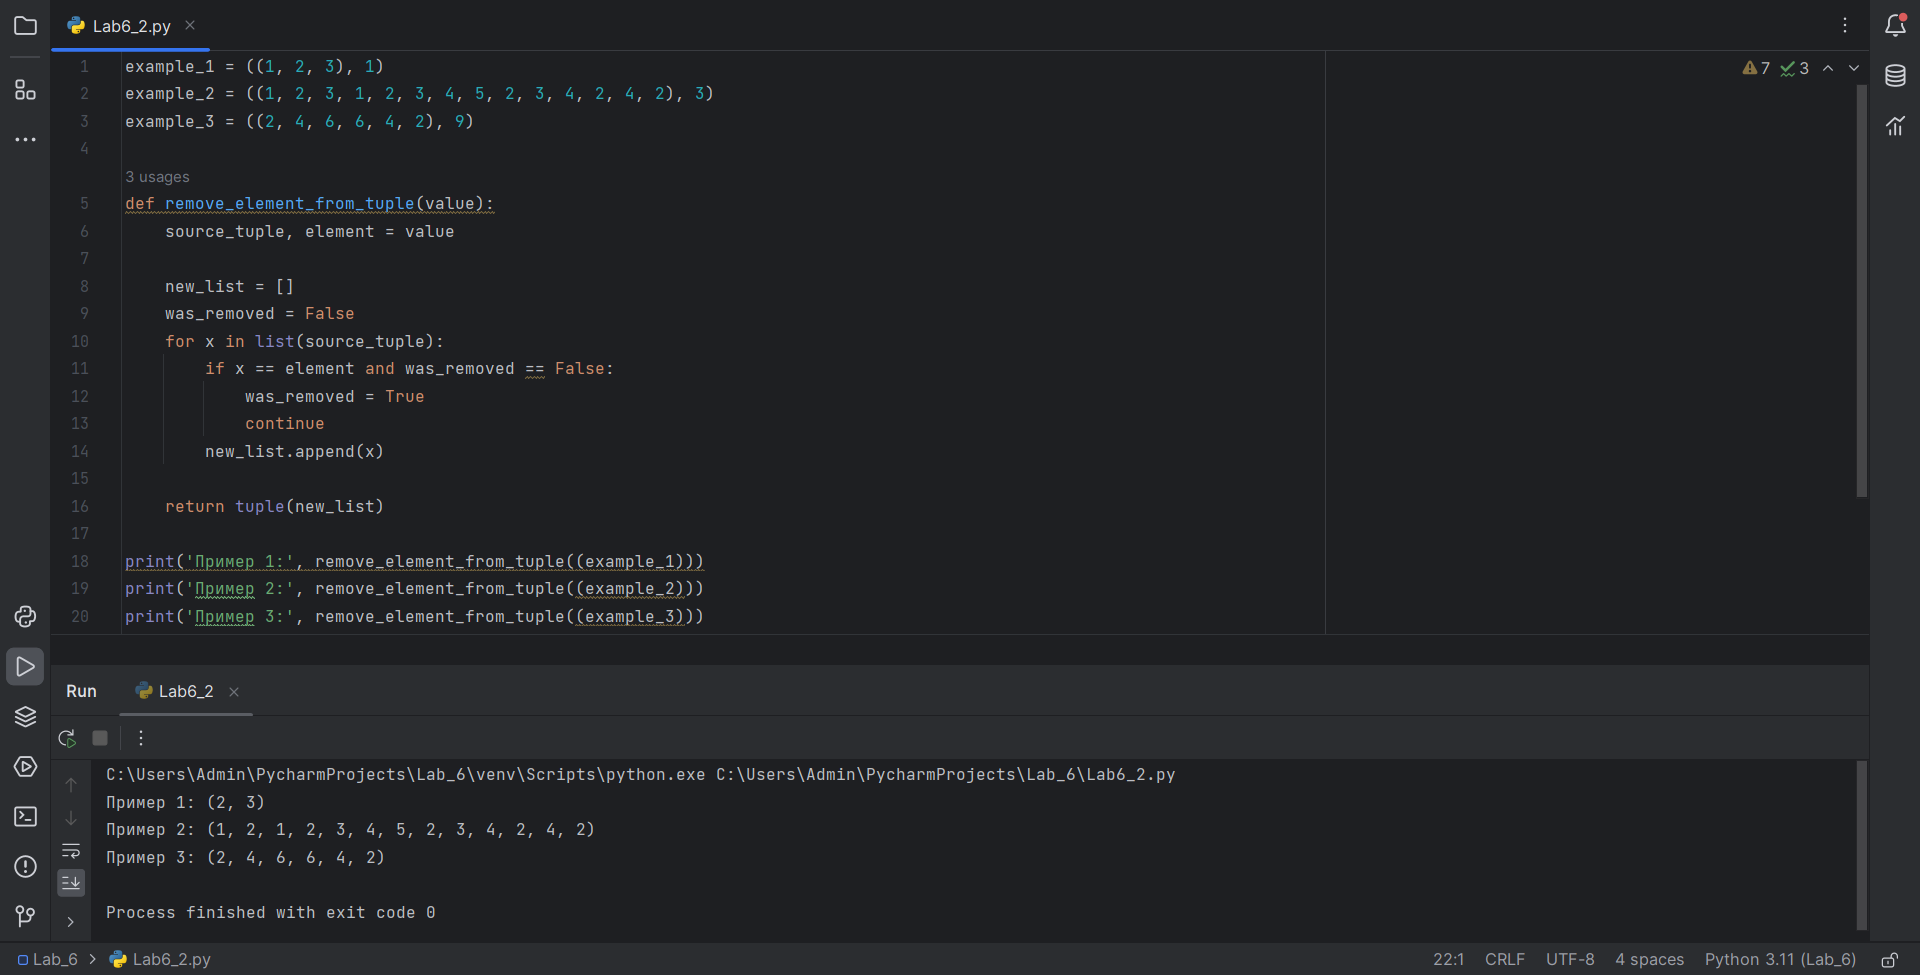 Lab6_2.py
7 3
1 example_1 = ((1, 2, 3), 1)
2 example_2 = ((1, 2, 3, 1, 2, 3, 4, 5, 2, 3, 4, 2, 4, 2), 3)
3 example_3 = ((2, 4, 6, 6, 4, 2), 9)
4
3 usages
5 def remove_element_from_tuple(value):
6     source_tuple, element = value
7
8     new_list = []
9     was_removed = False
10     for x in list(source_tuple):
11         if x == element and was_removed == False:
12             was_removed = True
13             continue
14         new_list.append(x)
15
16     return tuple(new_list)
17
18 print('Пример 1:', remove_element_from_tuple((example_1)))
19 print('Пример 2:', remove_element_from_tuple((example_2)))
20 print('Пример 3:', remove_element_from_tuple((example_3)))
Run Lab6_2
C:\Users\Admin\PycharmProjects\Lab_6\venv\Scripts\python.exe C:\Users\Admin\PycharmProjects\Lab_6\Lab6_2.py
Пример 1: (2, 3)
Пример 2: (1, 2, 1, 2, 3, 4, 5, 2, 3, 4, 2, 4, 2)
Пример 3: (2, 4, 6, 6, 4, 2)
Process finished with exit code 0
Lab_6 > Lab6_2.py 22:1 CRLF UTF-8 4 spaces Python 3.11 (Lab_6)